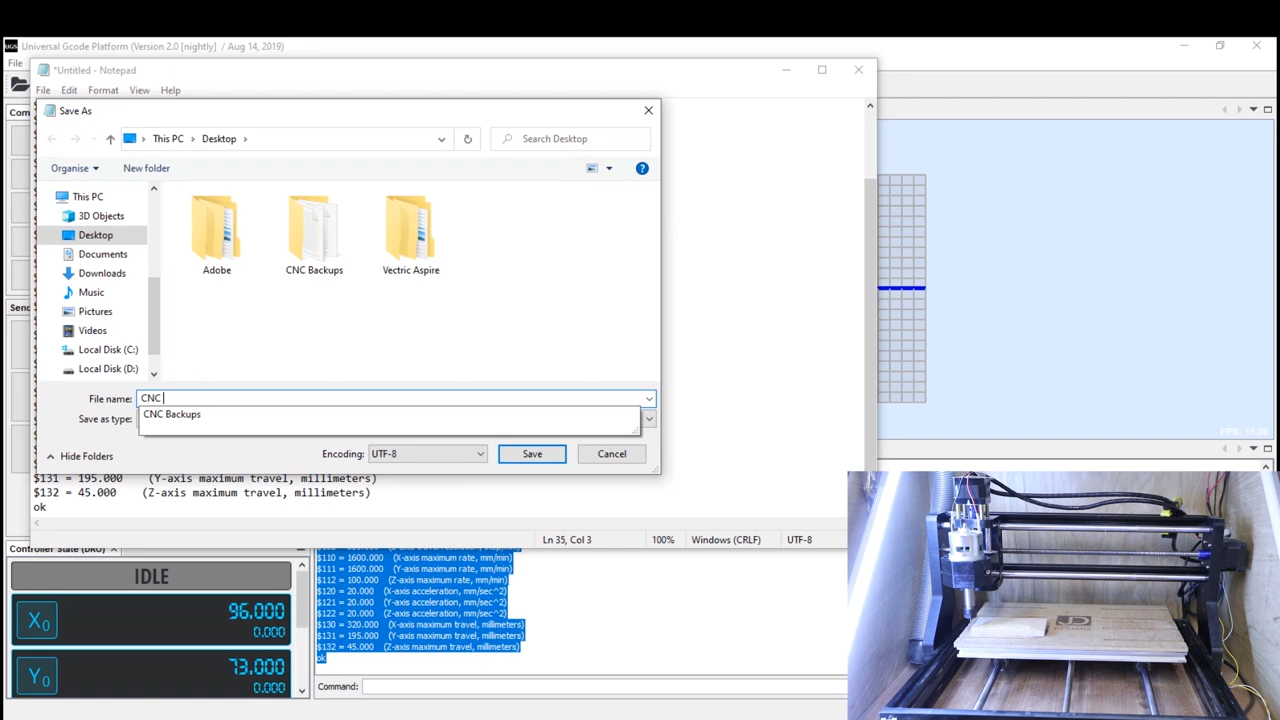 UGS Universal Gcode Platform (Version 2.0 [nightly] / Aug 14, 2019)
File
*Untitled - Notepad
File Edit Format View Help
Save As
This PC Desktop
Search Desktop
Organise New folder
This PC
3D Objects
Desktop
Documents
Downloads
Music
Pictures
Videos
Local Disk (C:)
Local Disk (D:)
Adobe
CNC Backups
Vectric Aspire
File name: CNC
CNC Backups
Save as type:
Hide Folders
Encoding: UTF-8 Save Cancel
Com
Send
$131 = 195.000 (Y-axis maximum travel, millimeters)
$132 = 45.000 (Z-axis maximum travel, millimeters)
ok
Ln 35, Col 3 100% Windows (CRLF) UTF-8
Controller State (DRO)
IDLE
X0 96.000
0.000
Y0 73.000
0.000
$110 = 1600.000 (X-axis maximum rate, mm/min)
$111 = 1600.000 (Y-axis maximum rate, mm/min)
$112 = 100.000 (Z-axis maximum rate, mm/min)
$120 = 20.000 (X-axis acceleration, mm/sec^2)
$121 = 20.000 (Y-axis acceleration, mm/sec^2)
$122 = 20.000 (Z-axis acceleration, mm/sec^2)
$130 = 320.000 (X-axis maximum travel, millimeters)
$131 = 195.000 (Y-axis maximum travel, millimeters)
$132 = 45.000 (Z-axis maximum travel, millimeters)
ok
Command: